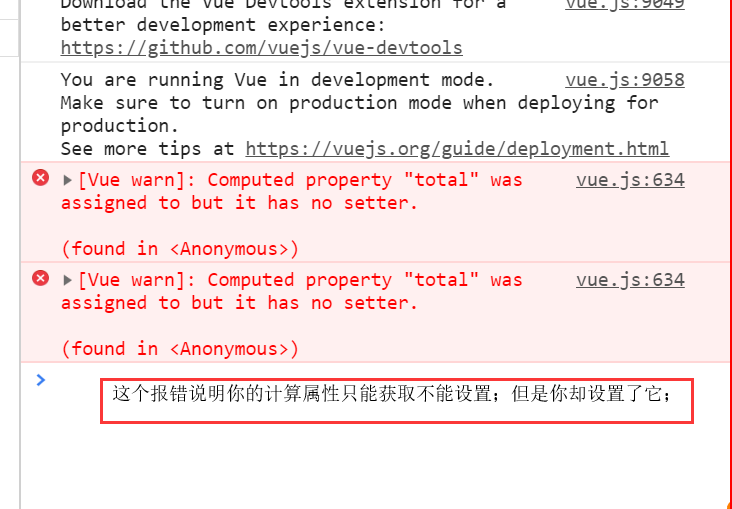 Download the Vue Devtools extension for a vue.js:9049
better development experience:
https://github.com/vuejs/vue-devtools
You are running Vue in development mode. vue.js:9058
Make sure to turn on production mode when deploying for
production.
See more tips at https://vuejs.org/guide/deployment.html
[Vue warn]: Computed property "total" was vue.js:634
assigned to but it has no setter.
(found in <Anonymous>)
[Vue warn]: Computed property "total" was vue.js:634
assigned to but it has no setter.
(found in <Anonymous>)
这个报错说明你的计算属性只能获取不能设置；但是你却设置了它；